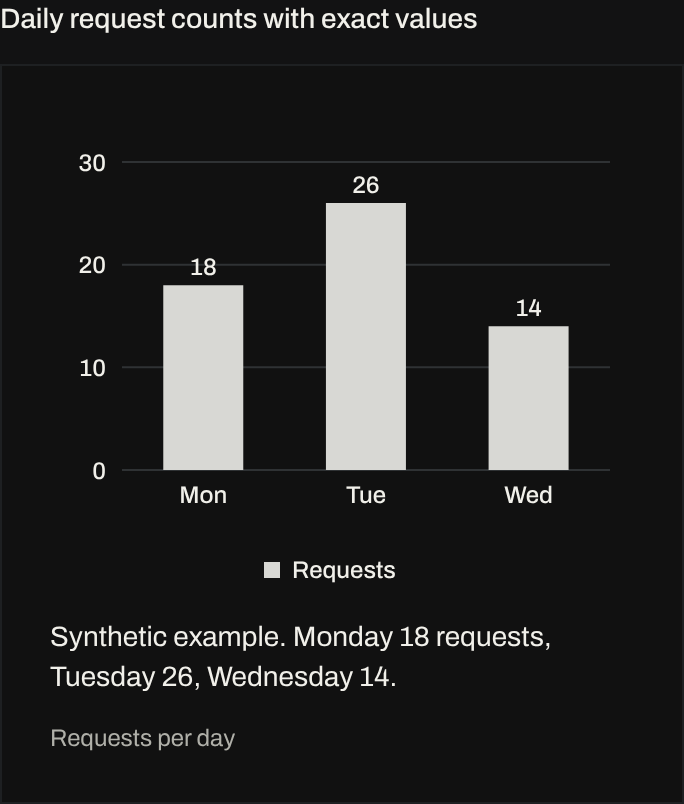 Daily request counts with exact values
30
26
20
18
14
10
0
Mon Tue Wed
Requests
Synthetic example. Monday 18 requests,
Tuesday 26, Wednesday 14.
Requests per day